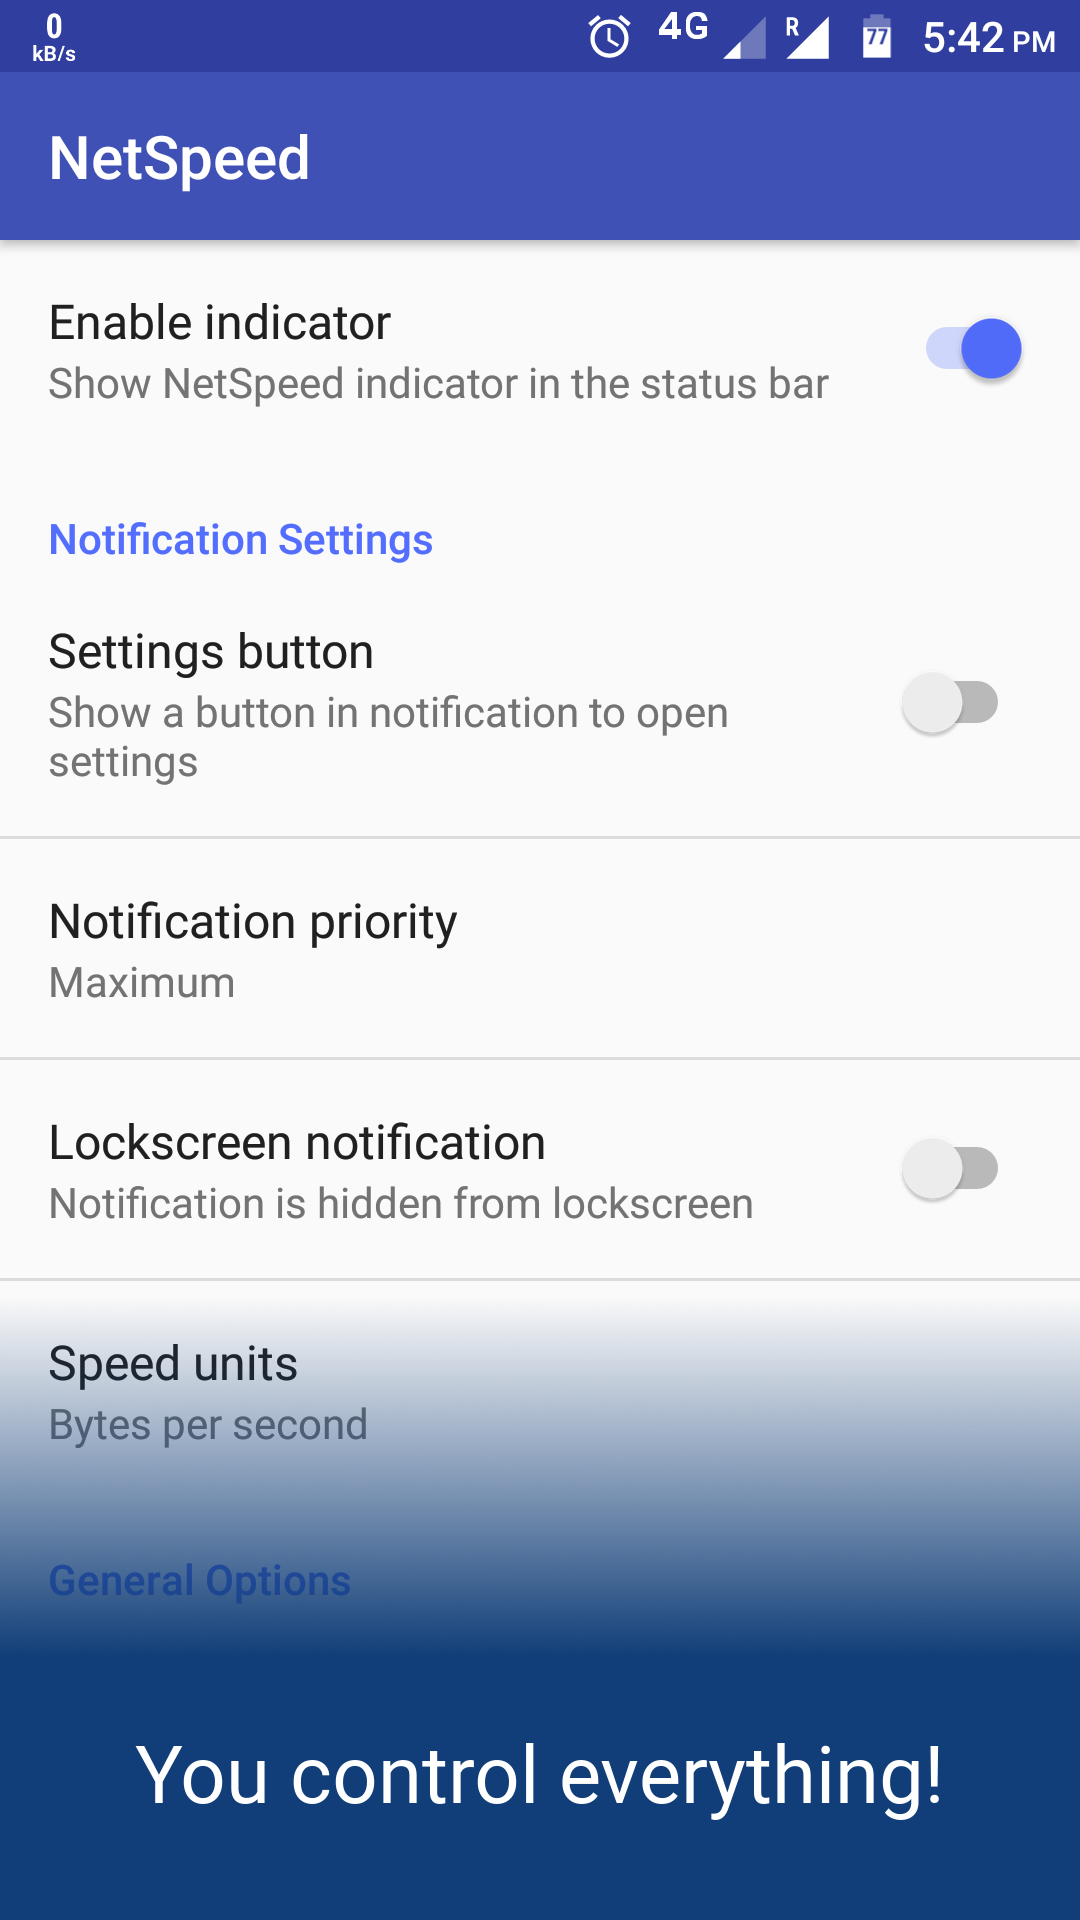 0
kB/s
4G
R
77
5:42 PM
NetSpeed
Enable indicator
Show NetSpeed indicator in the status bar
Notification Settings
Settings button
Show a button in notification to open
settings
Notification priority
Maximum
Lockscreen notification
Notification is hidden from lockscreen
Speed units
Bytes per second
General Options
You control everything!